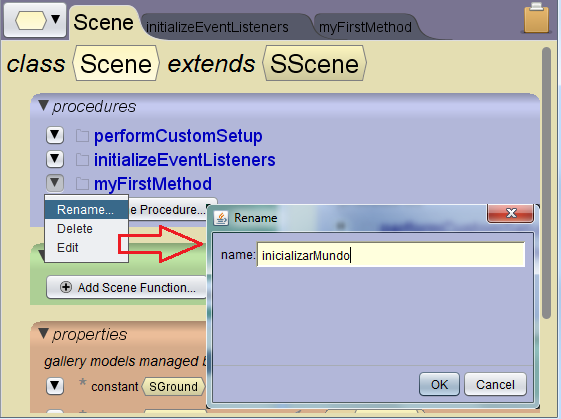 Scene initializeEventListeners myFirstMethod
class Scene extends SScene
procedures
performCustomSetup
initializeEventListeners
myFirstMethod
Rename...
Delete
Edit
e Procedure...
Rename
name: inicializarMundo
OK Cancel
Add Scene Function...
properties
gallery models managed b
* constant SGround